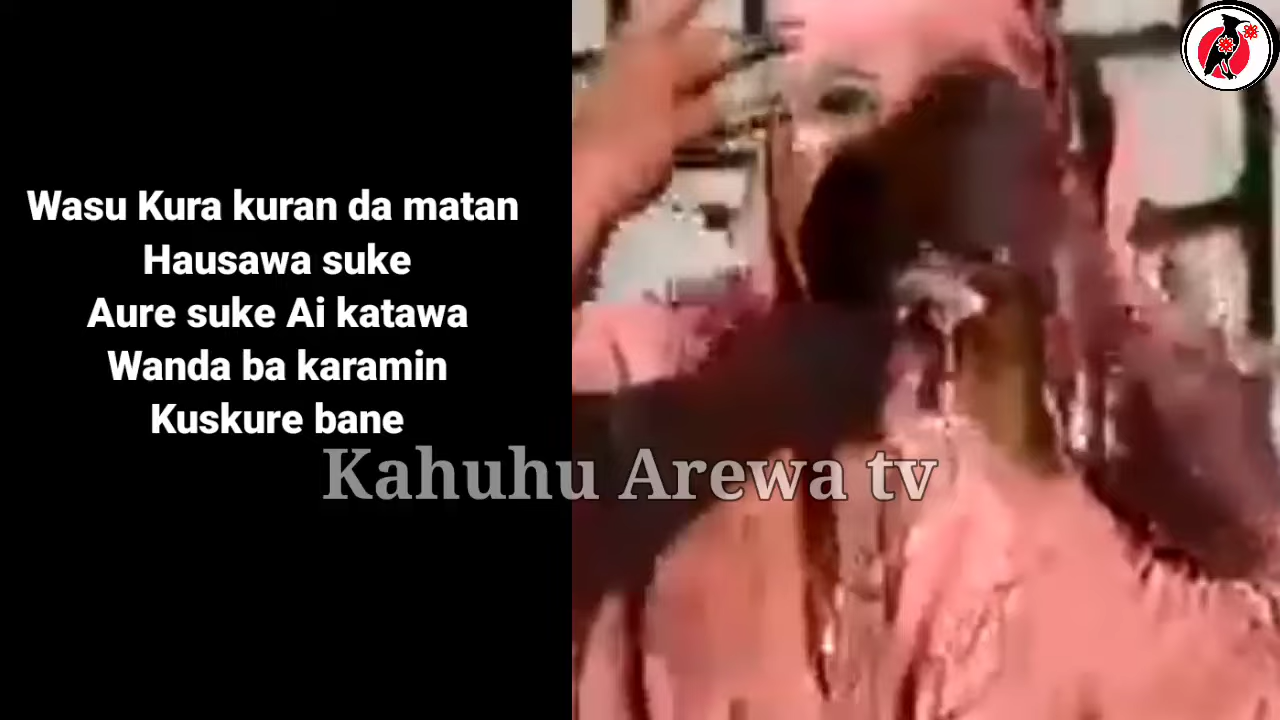 Wasu Kura kuran da matan
Hausawa suke
Aure suke Ai katawa
Wanda ba karamin
Kuskure bane
Kahuhu Arewa tv